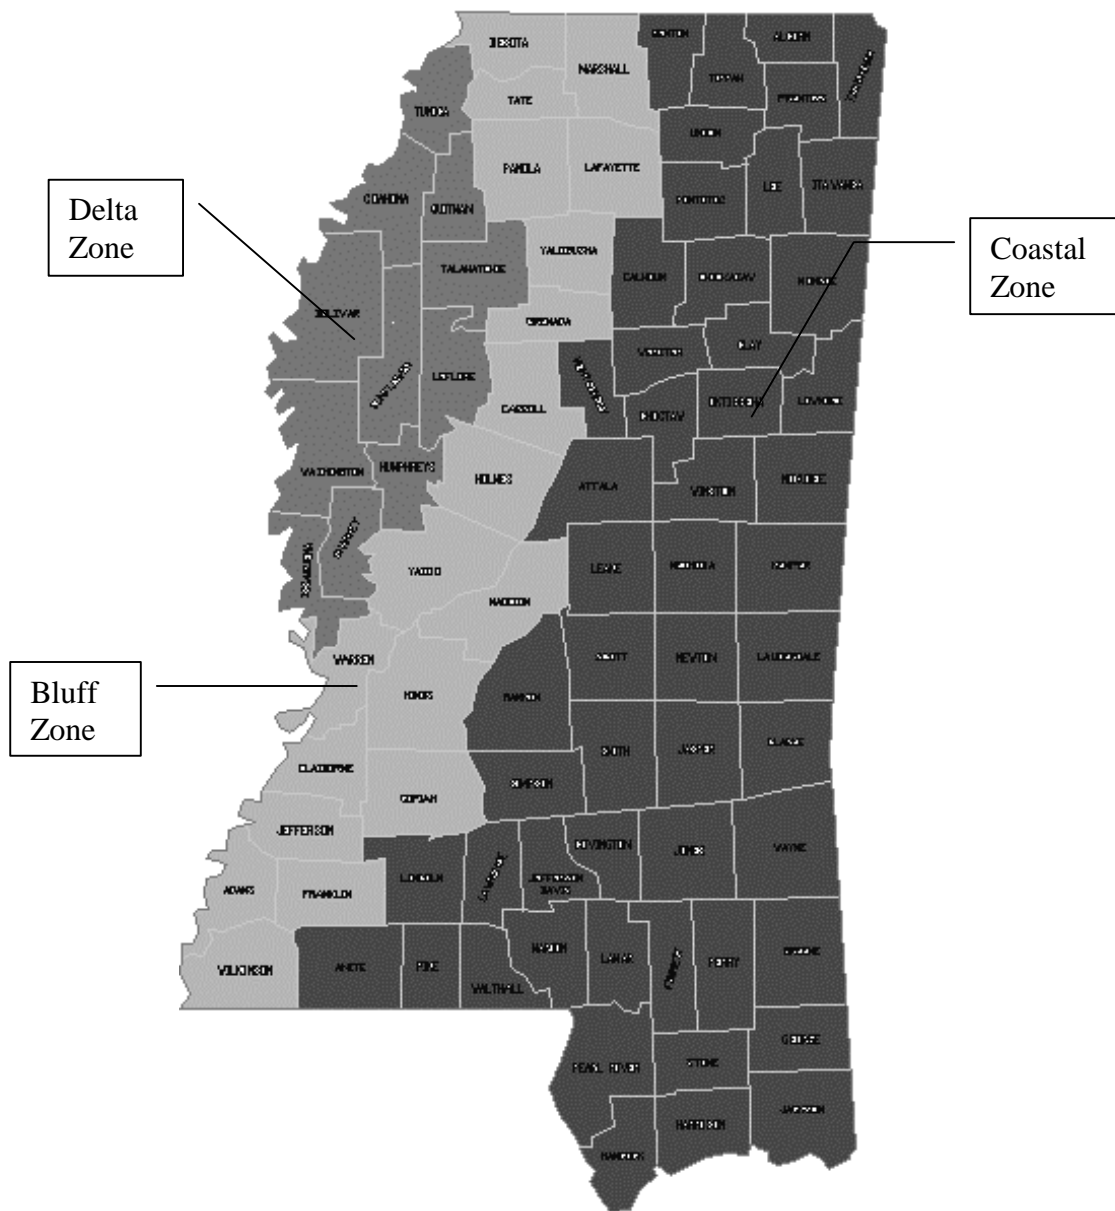 DESOTA
MARSHALL
BENTON
ALCORN
TIPPAH
TATE
PRENTISS
TUNICA
UNION
PANOLA
LAFAYETTE
LEE
ITAWAMBA
Delta
Zone
COAHOMA
QUITMAN
PONTOTOC
Coastal
Zone
YALOBUSHA
TALAHATCHIE
CALHOUN
CHICKASAW
MONROE
BOLIVAR
GRENADA
CLAY
WEBSTER
LEFLORE
CARROLL
CHOCTAW
OKTIBBEHA
LOWNDES
WASHINGTON
HUMPHREYS
HOLMES
ATTALA
WINSTON
NOXUBEE
YAZOO
LEAKE
NESHOBA
KEMPER
MADISON
WARREN
SCOTT
NEWTON
LAUDERDALE
Bluff
Zone
HINDS
RANKIN
SMITH
JASPER
CLARKE
CLAIBORNE
SIMPSON
COPIAH
JEFFERSON
COVINGTON
JONES
WAYNE
ADAMS
FRANKLIN
LINCOLN
JEFFERSON
DAVIS
WILKINSON
AMITE
PIKE
WALTHALL
MARION
LAMAR
PERRY
GREENE
PEARL RIVER
STONE
GEORGE
HANCOCK
HARRISON
JACKSON